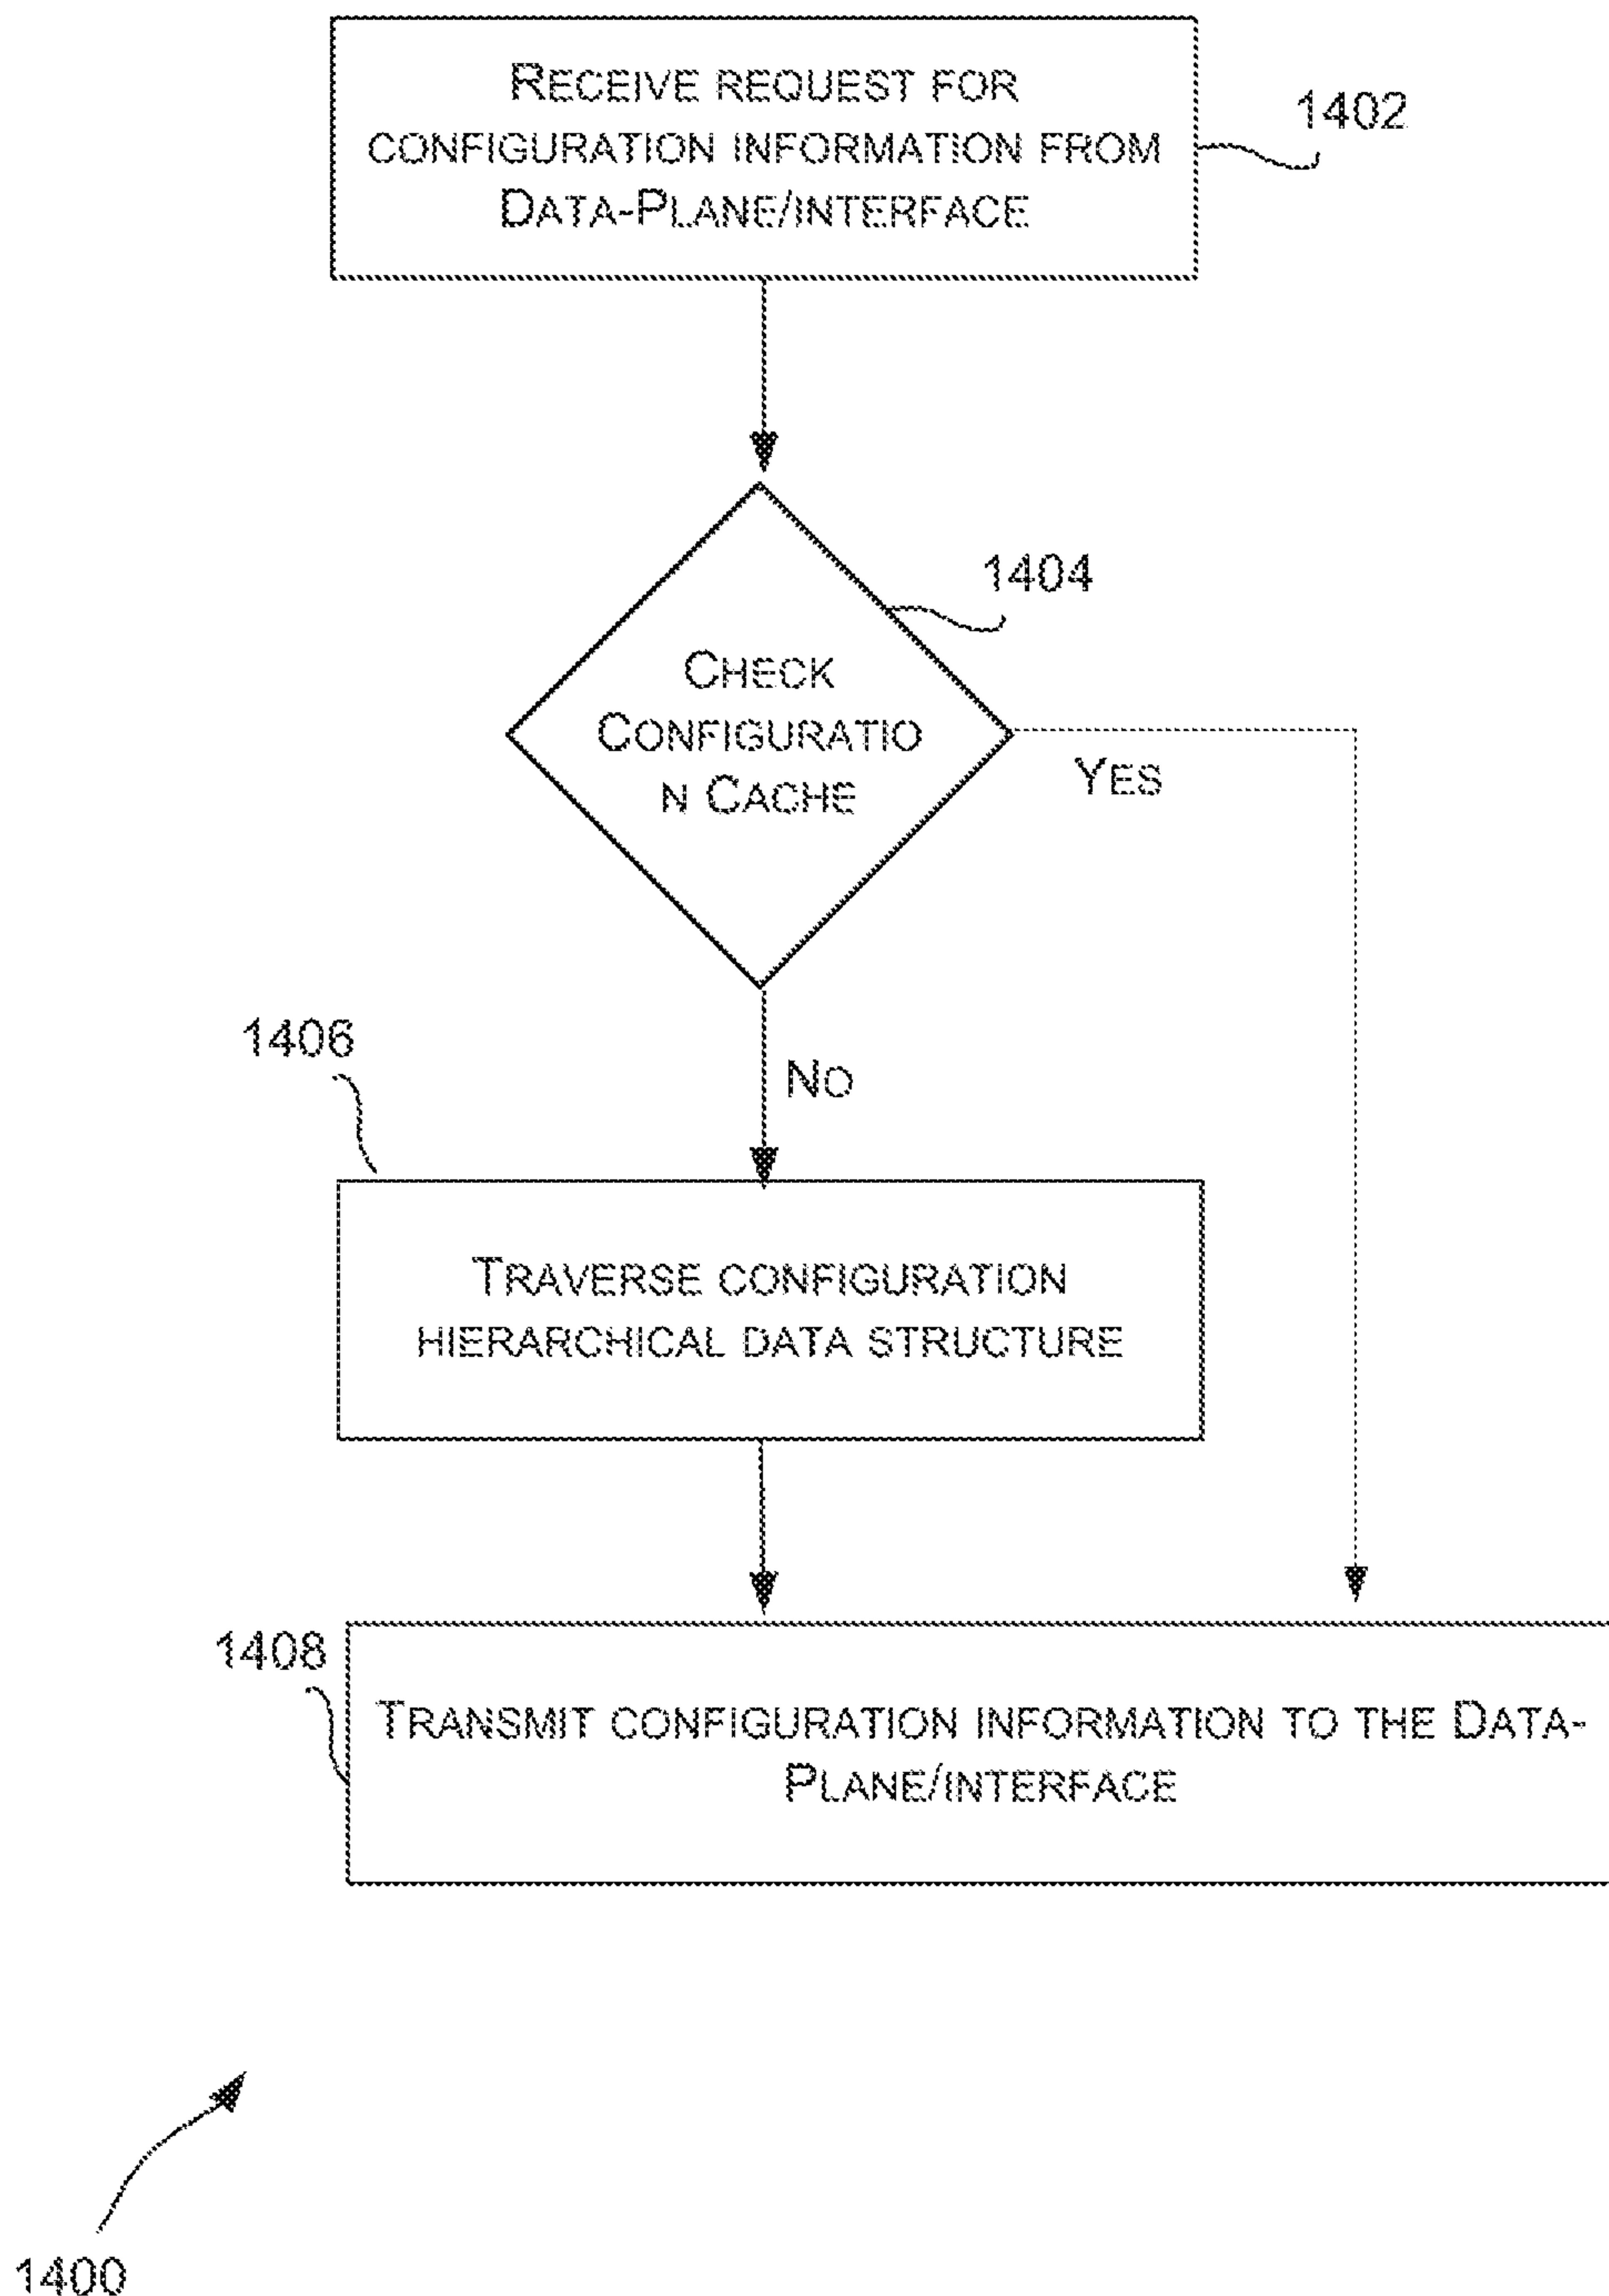 RECEIVE REQUEST FOR
CONFIGURATION INFORMATION FROM
DATA-PLANE/INTERFACE
1402
1404
CHECK
CONFIGURATIO
N CACHE
YES
1406
NO
TRAVERSE CONFIGURATION
HIERARCHICAL DATA STRUCTURE
1408
TRANSMIT CONFIGURATION INFORMATION TO THE DATA-
PLANE/INTERFACE
1400